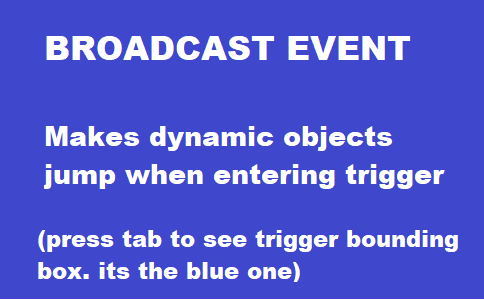 BROADCAST EVENT
Makes dynamic objects
jump when entering trigger
(press tab to see trigger bounding
box. its the blue one)